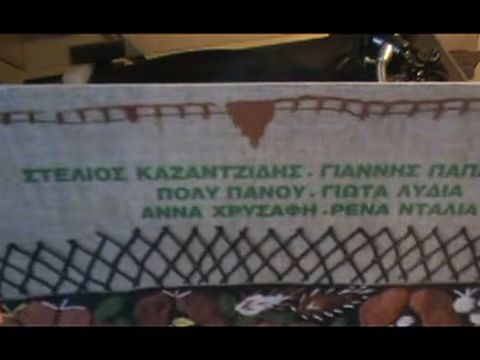 ΣΤΕΛΙΟΣ ΚΑΖΑΝΤΖΙΔΗΣ · ΓΙΑΝΝΗΣ
ΠΟΛΥ ΠΑΝΟΥ · ΓΙΩΤΑ ΛΥΔΙΑ
ΑΝΝΑ ΧΡΥΣΑΦΗ · ΡΕΝΑ ΝΤΑΛΙΑ